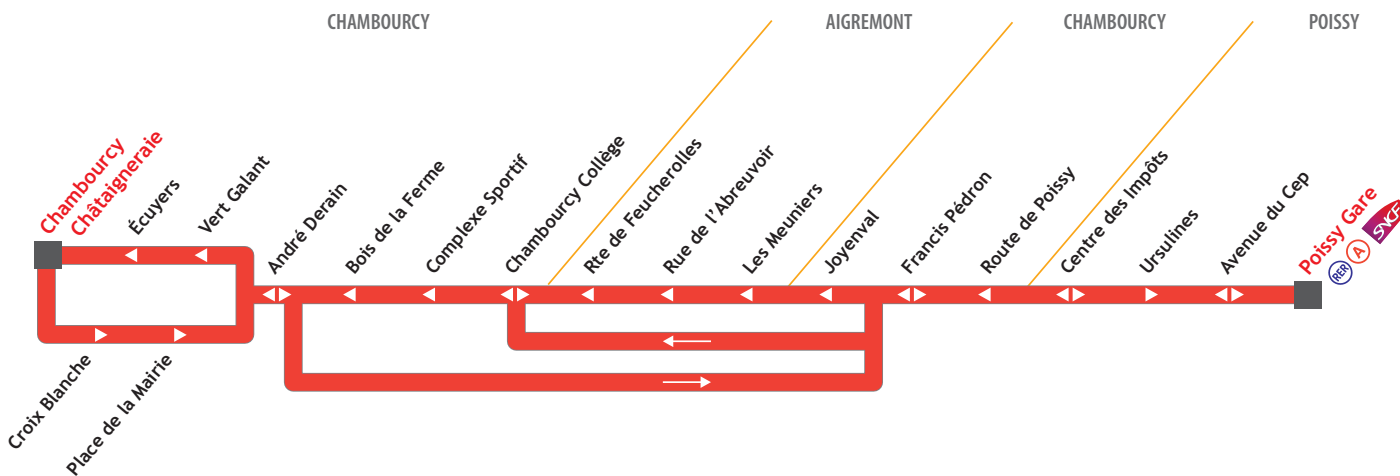 CHAMBOURCY
AIGREMONT
CHAMBOURCY
POISSY
Chambourcy
Châtaigneraie
Écuyers
Vert Galant
André Derain
Bois de la Ferme
Complexe Sportif
Chambourcy Collège
Rte de Feucherolles
Rue de l'Abreuvoir
Les Meuniers
Joyenval
Francis Pédron
Route de Poissy
Centre des Impôts
Ursulines
Avenue du Cep
Poissy Gare
RER
A
SNCF
Croix Blanche
Place de la Mairie